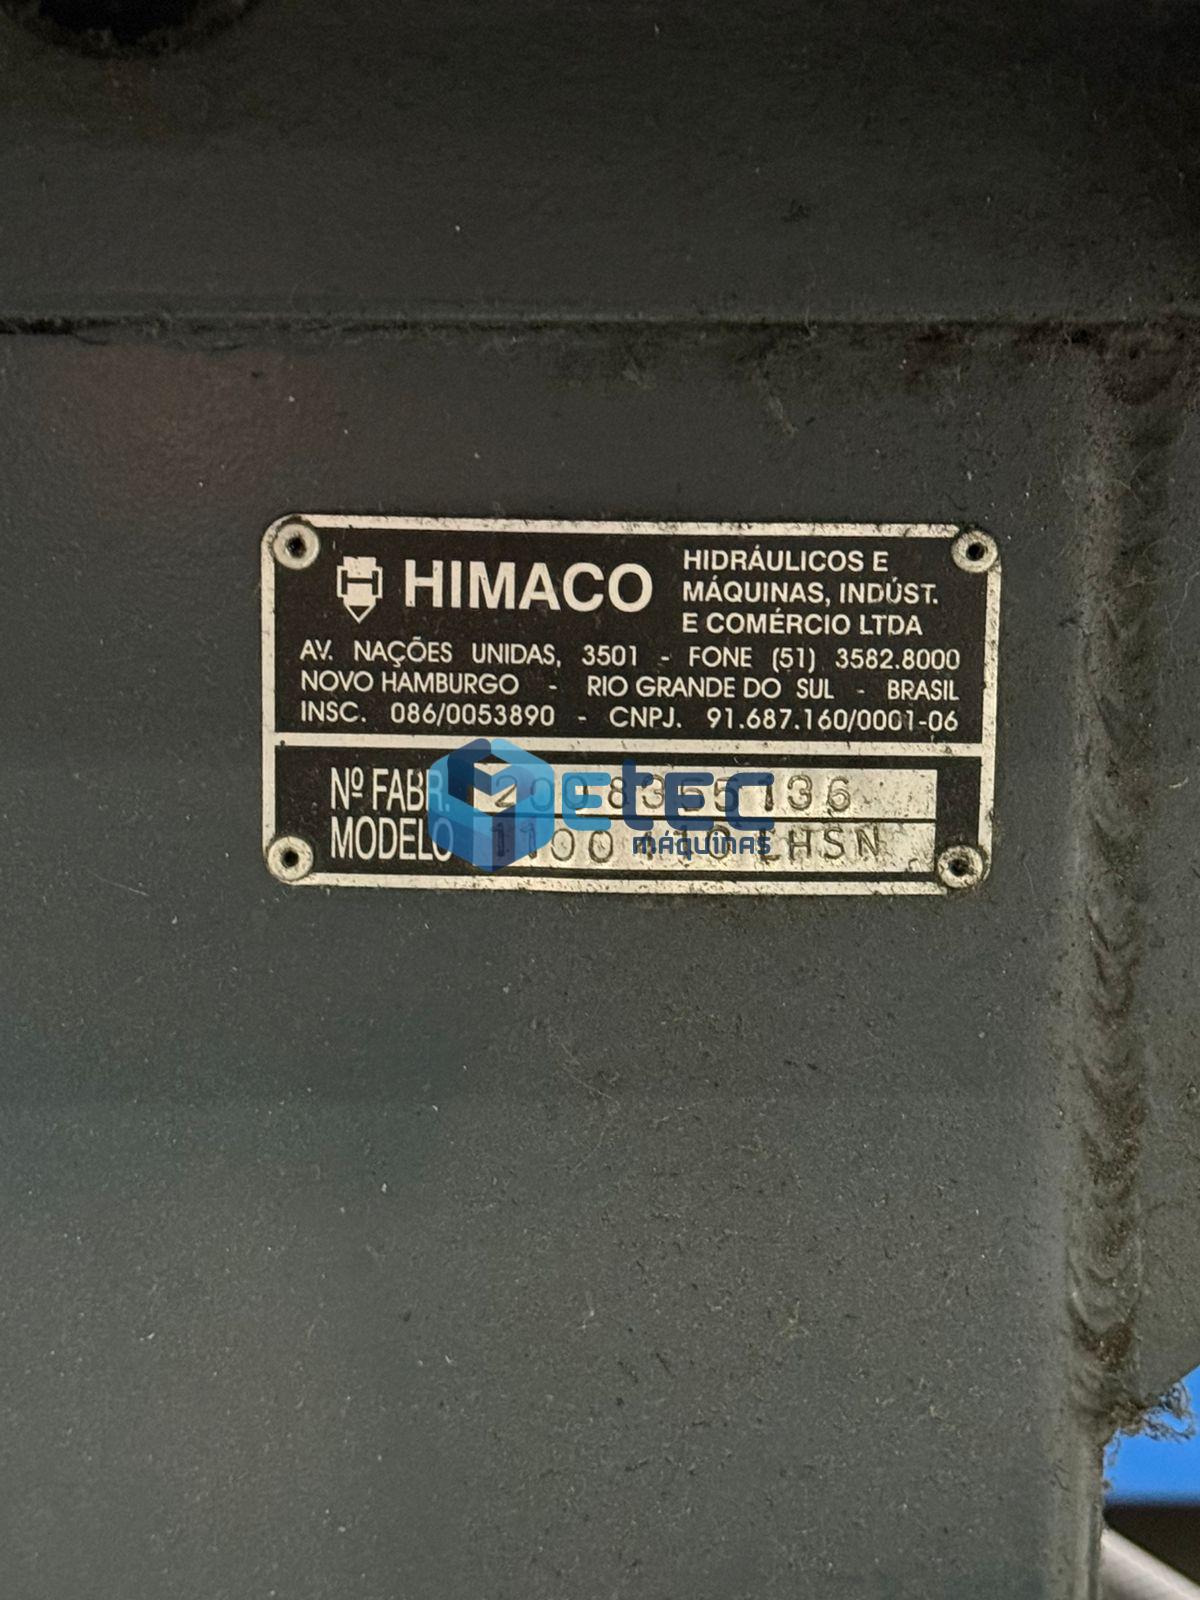 HIMACO
HIDRÁULICOS E
MÁQUINAS, INDÚST.
E COMÉRCIO LTDA
AV. NAÇÕES UNIDAS, 3501 - FONE (51) 3582.8000
NOVO HAMBURGO - RIO GRANDE DO SUL - BRASIL
INSC. 086/0053890 - CNPJ. 91.687.160/0001-06
Nº FABR.
MODELO 1100 LHSN
etec
MÁQUINAS